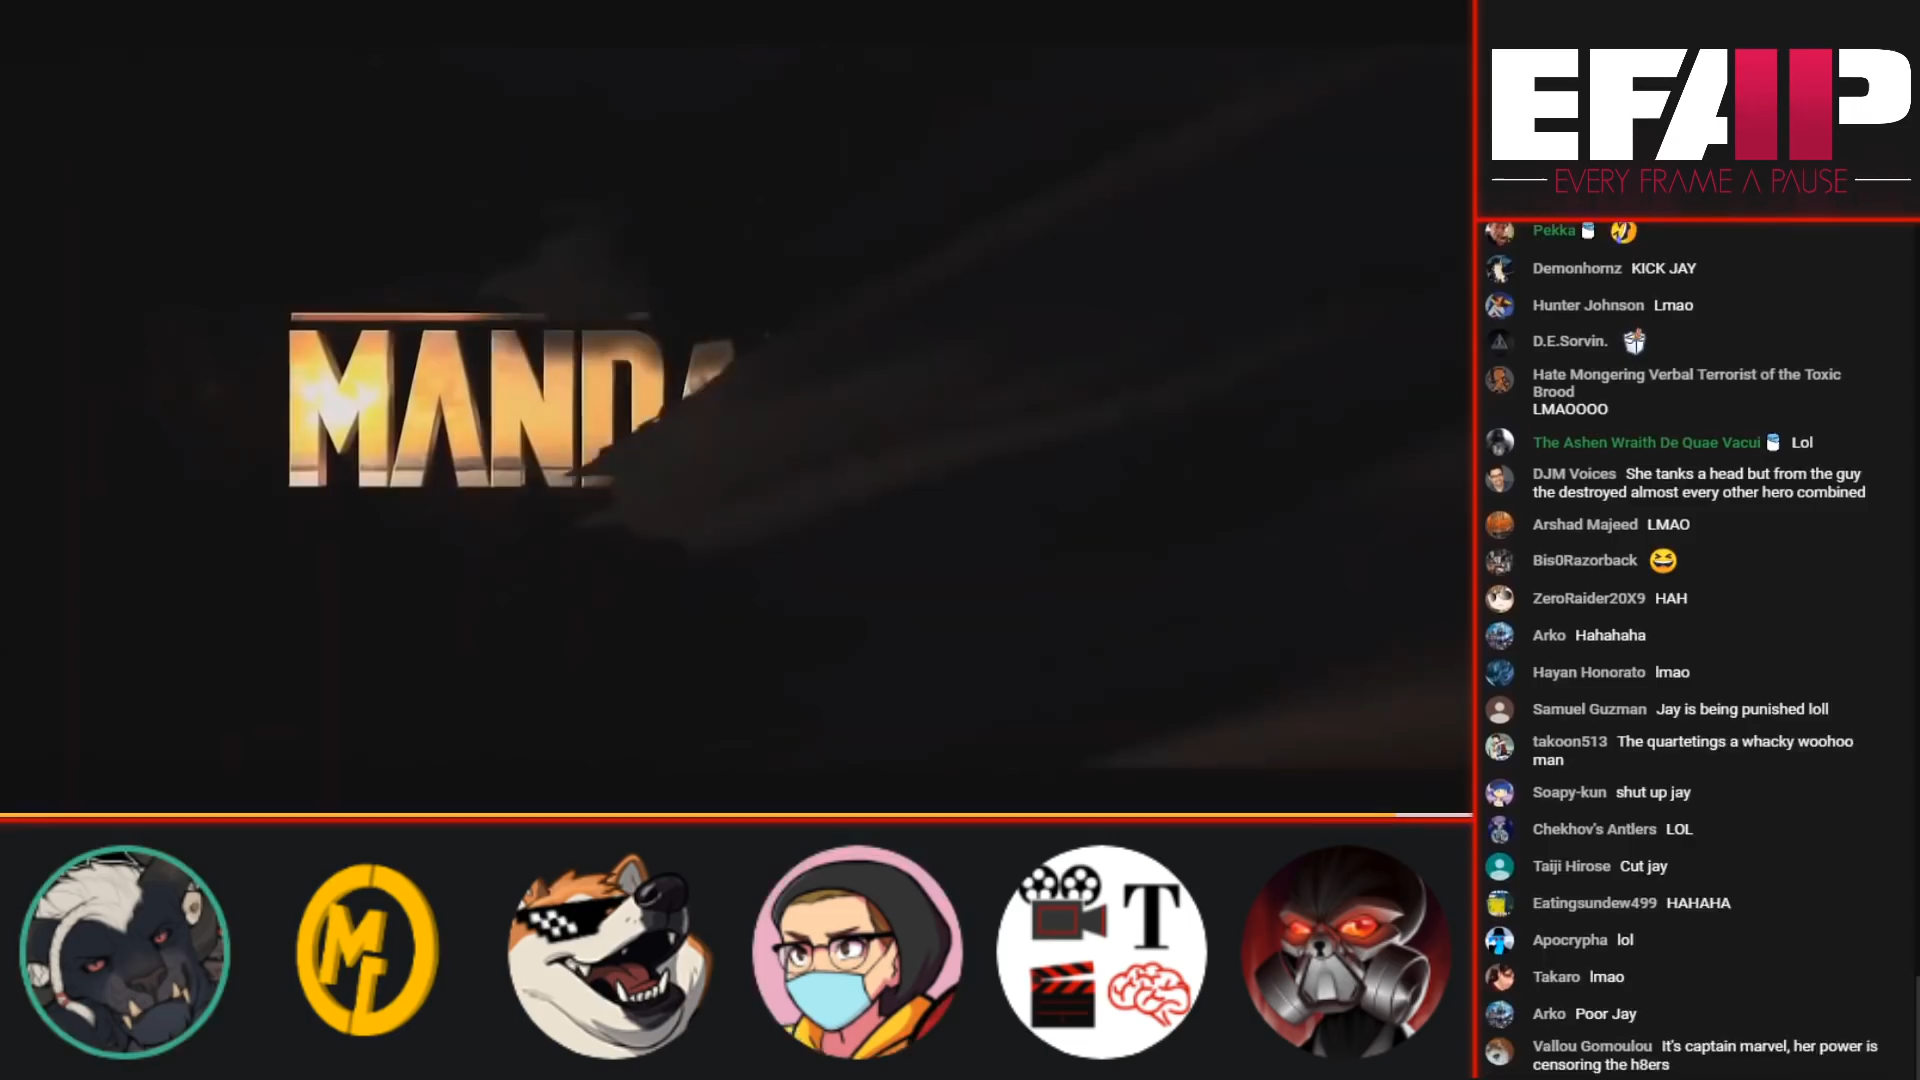 MANDA
EFAP
EVERY FRAME A PAUSE
Pekka
Demonhornz KICK JAY
Hunter Johnson Lmao
D.E.Sorvin.
Hate Mongering Verbal Terrorist of the Toxic
Brood
LMAOOOO
The Ashen Wraith De Quae Vacui Lol
DJM Voices She tanks a head but from the guy
the destroyed almost every other hero combined
Arshad Majeed LMAO
Bis0Razorback
ZeroRaider20X9 HAH
Arko Hahahaha
Hayan Honorato lmao
Samuel Guzman Jay is being punished loll
takoon513 The quartetings a whacky woohoo
man
Soapy-kun shut up jay
Chekhov's Antlers LOL
Taiji Hirose Cut jay
Eatingsundew499 HAHAHA
Apocrypha lol
Takaro lmao
Arko Poor Jay
Vallou Gomoulou It's captain marvel, her power is
censoring the h8ers
T